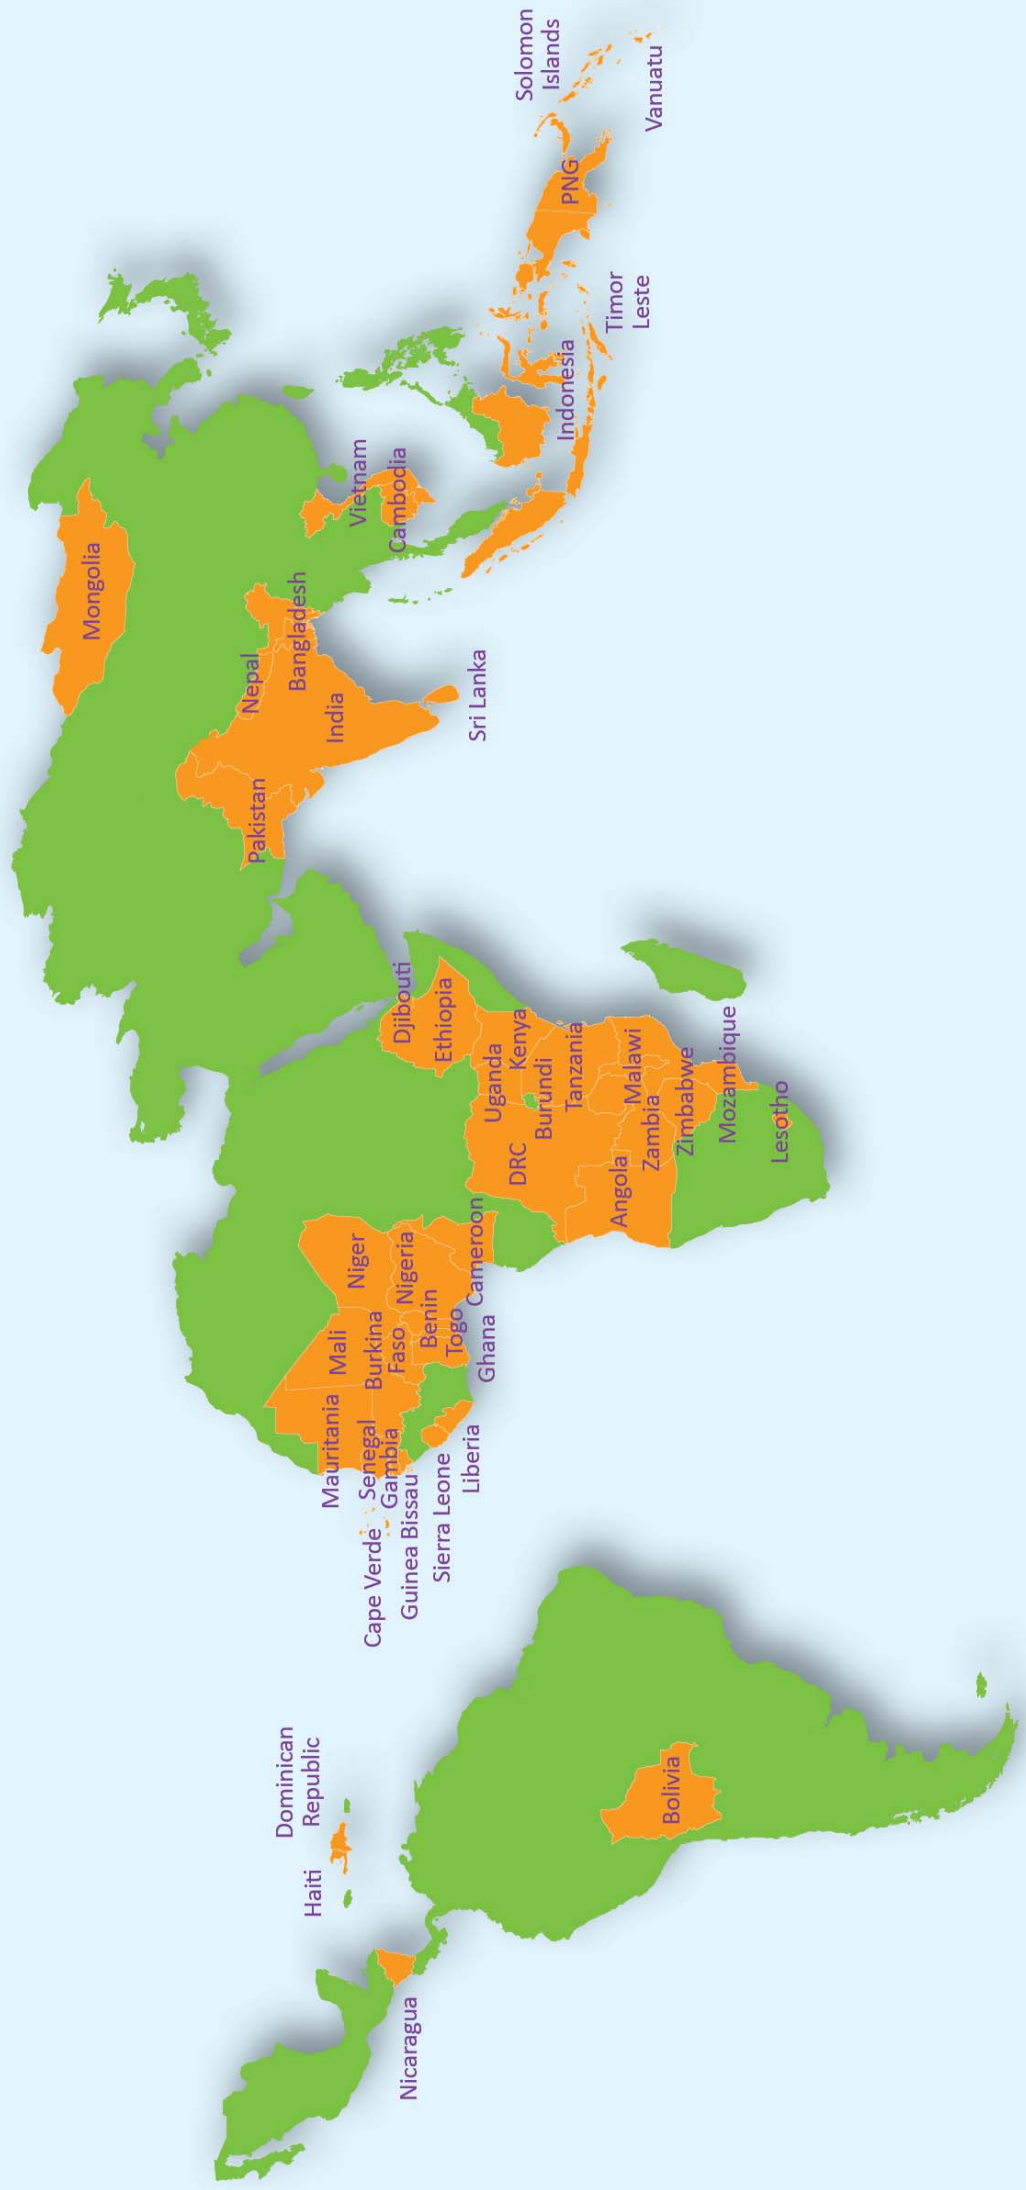 Nicaragua
Haiti
Dominican
Republic
Bolivia
Cape Verde
Mauritania
Senegal
Gambia
Guinea Bissau
Sierra Leone
Liberia
Mali
Burkina
Faso
Niger
Nigeria
Benin
Togo
Ghana
Cameroon
Djibouti
Ethiopia
Uganda
Kenya
DRC
Burundi
Tanzania
Angola
Malawi
Zambia
Zimbabwe
Mozambique
Lesotho
Mongolia
Pakistan
Nepal
Bangladesh
India
Sri Lanka
Vietnam
Cambodia
Indonesia
Timor
Leste
PNG
Solomon
Islands
Vanuatu